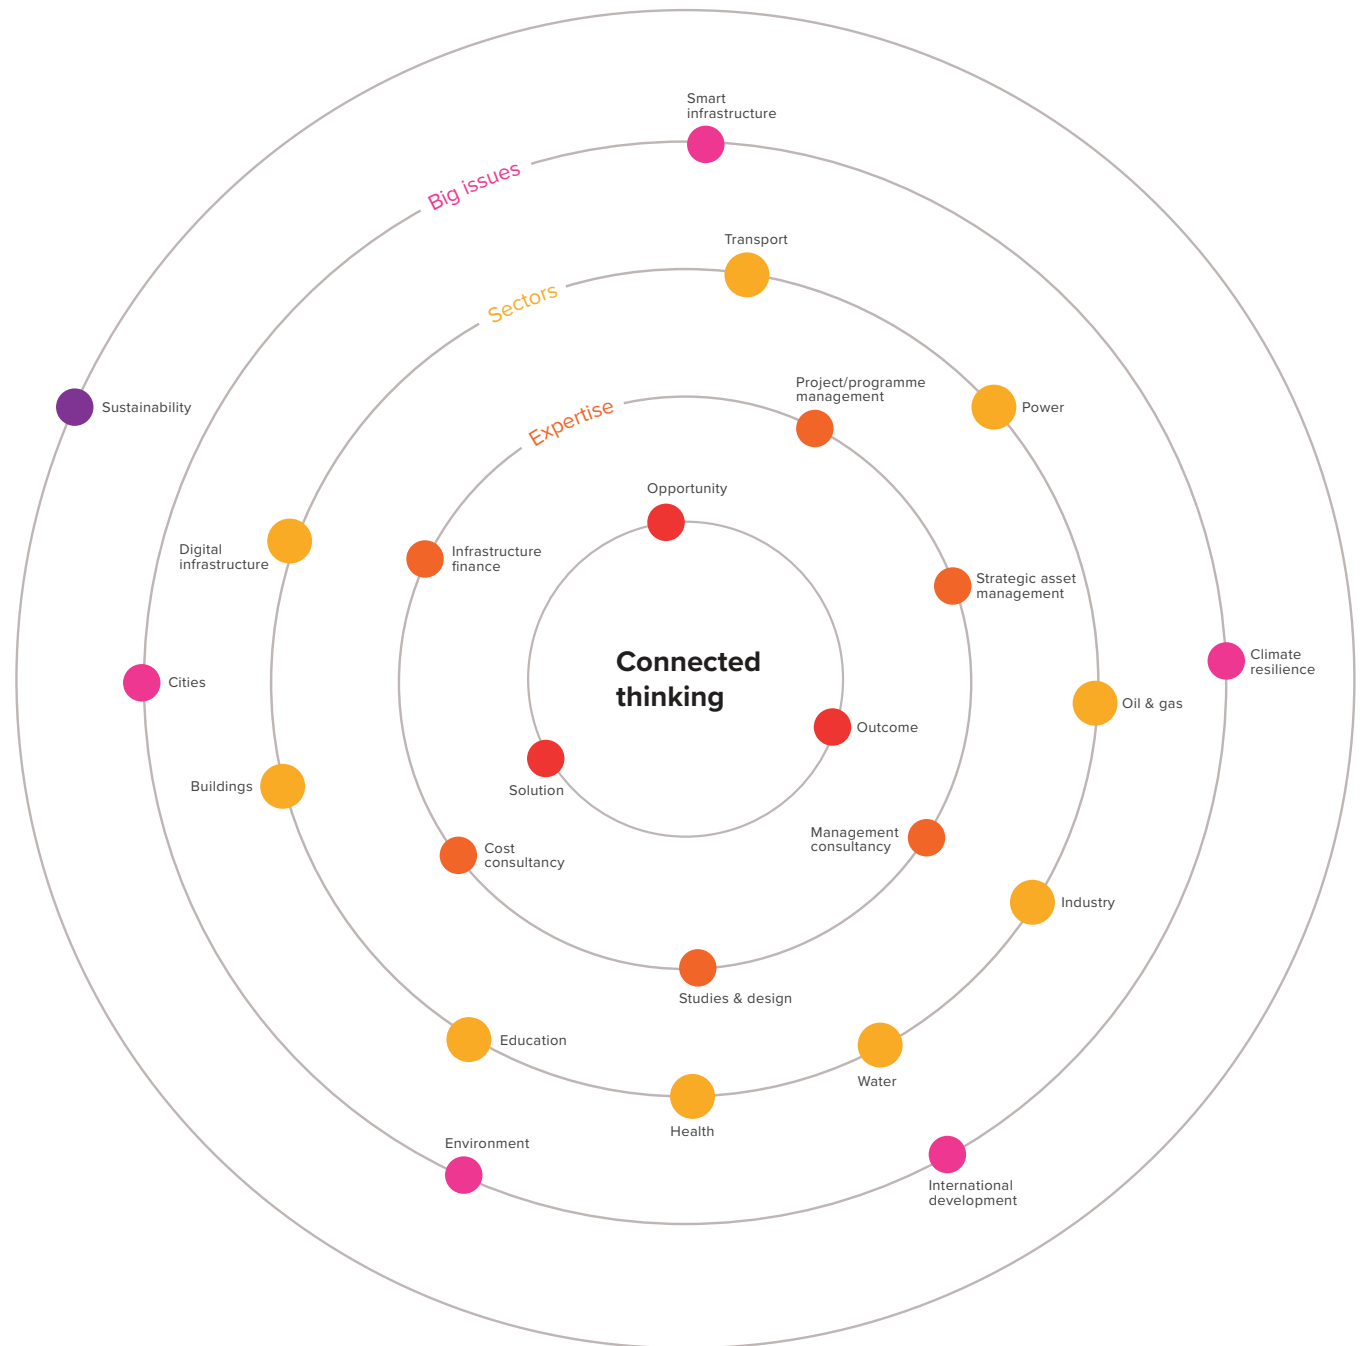 Smart
infrastructure
Big issues
Transport
Sectors
Project/programme
management
Power
Sustainability
Expertise
Opportunity
Digital
infrastructure
Infrastructure
finance
Strategic asset
management
Connected
thinking
Climate
resilience
Cities
Oil & gas
Outcome
Buildings
Solution
Management
consultancy
Cost
consultancy
Industry
Studies & design
Education
Water
Health
Environment
International
development